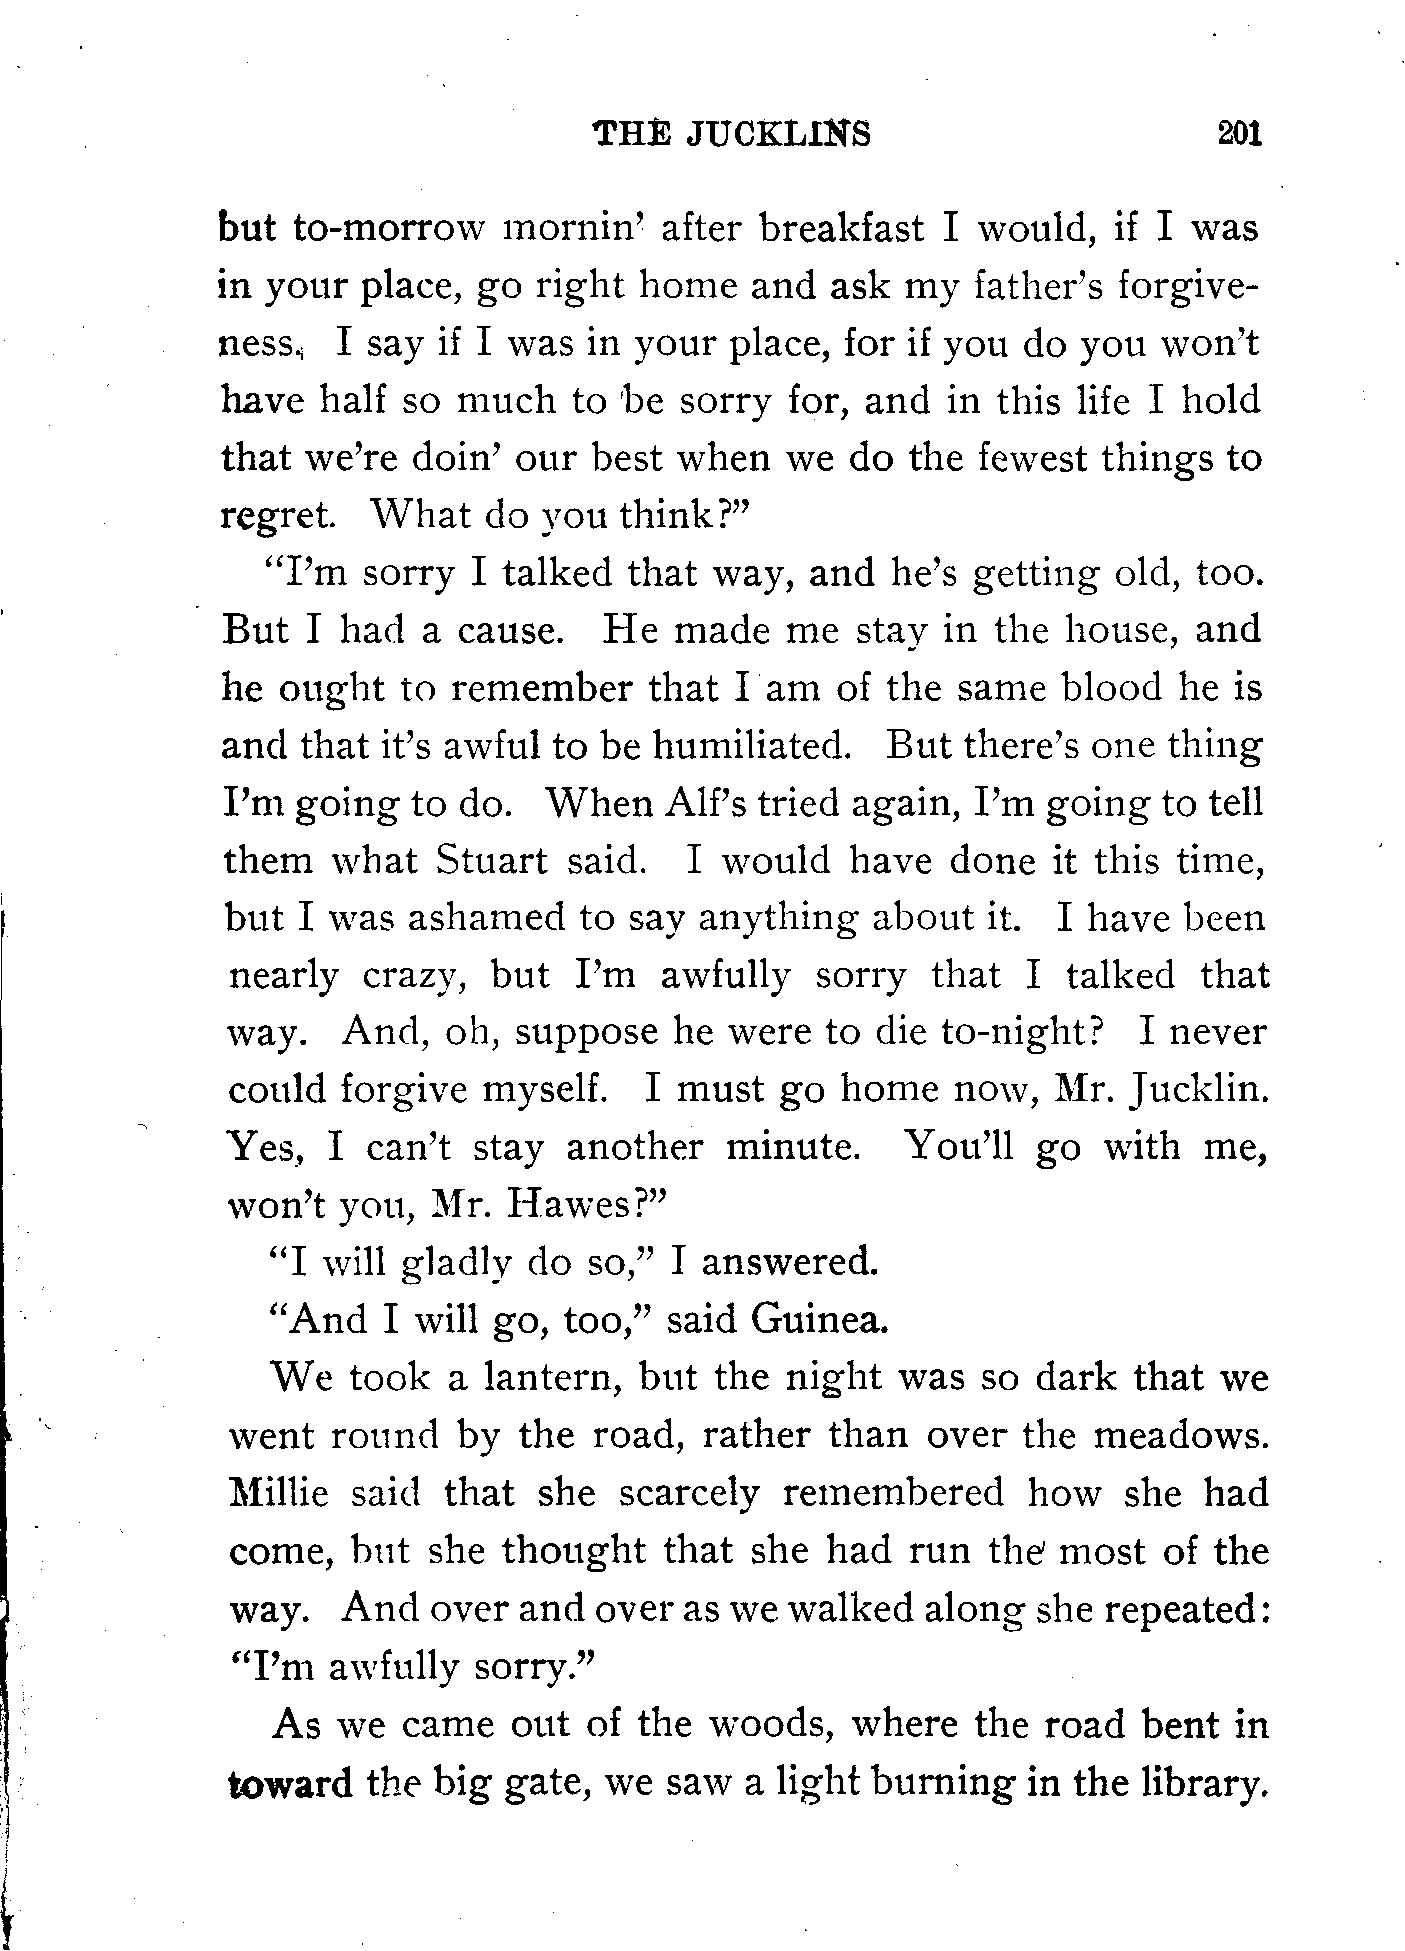 THE JUCKLINS 201
but to-morrow mornin' after breakfast I would, if I was
in your place, go right home and ask my father's forgive-
ness. I say if I was in your place, for if you do you won't
have half so much to be sorry for, and in this life I hold
that we're doin' our best when we do the fewest things to
regret. What do you think?"
"I'm sorry I talked that way, and he's getting old, too.
But I had a cause. He made me stay in the house, and
he ought to remember that I am of the same blood he is
and that it's awful to be humiliated. But there's one thing
I'm going to do. When Alf's tried again, I'm going to tell
them what Stuart said. I would have done it this time,
but I was ashamed to say anything about it. I have been
nearly crazy, but I'm awfully sorry that I talked that
way. And, oh, suppose he were to die to-night? I never
could forgive myself. I must go home now, Mr. Jucklin.
Yes, I can't stay another minute. You'll go with me,
won't you, Mr. Hawes?"
"I will gladly do so," I answered.
"And I will go, too," said Guinea.
We took a lantern, but the night was so dark that we
went round by the road, rather than over the meadows.
Millie said that she scarcely remembered how she had
come, but she thought that she had run the most of the
way. And over and over as we walked along she repeated:
"I'm awfully sorry."
As we came out of the woods, where the road bent in
toward the big gate, we saw a light burning in the library.